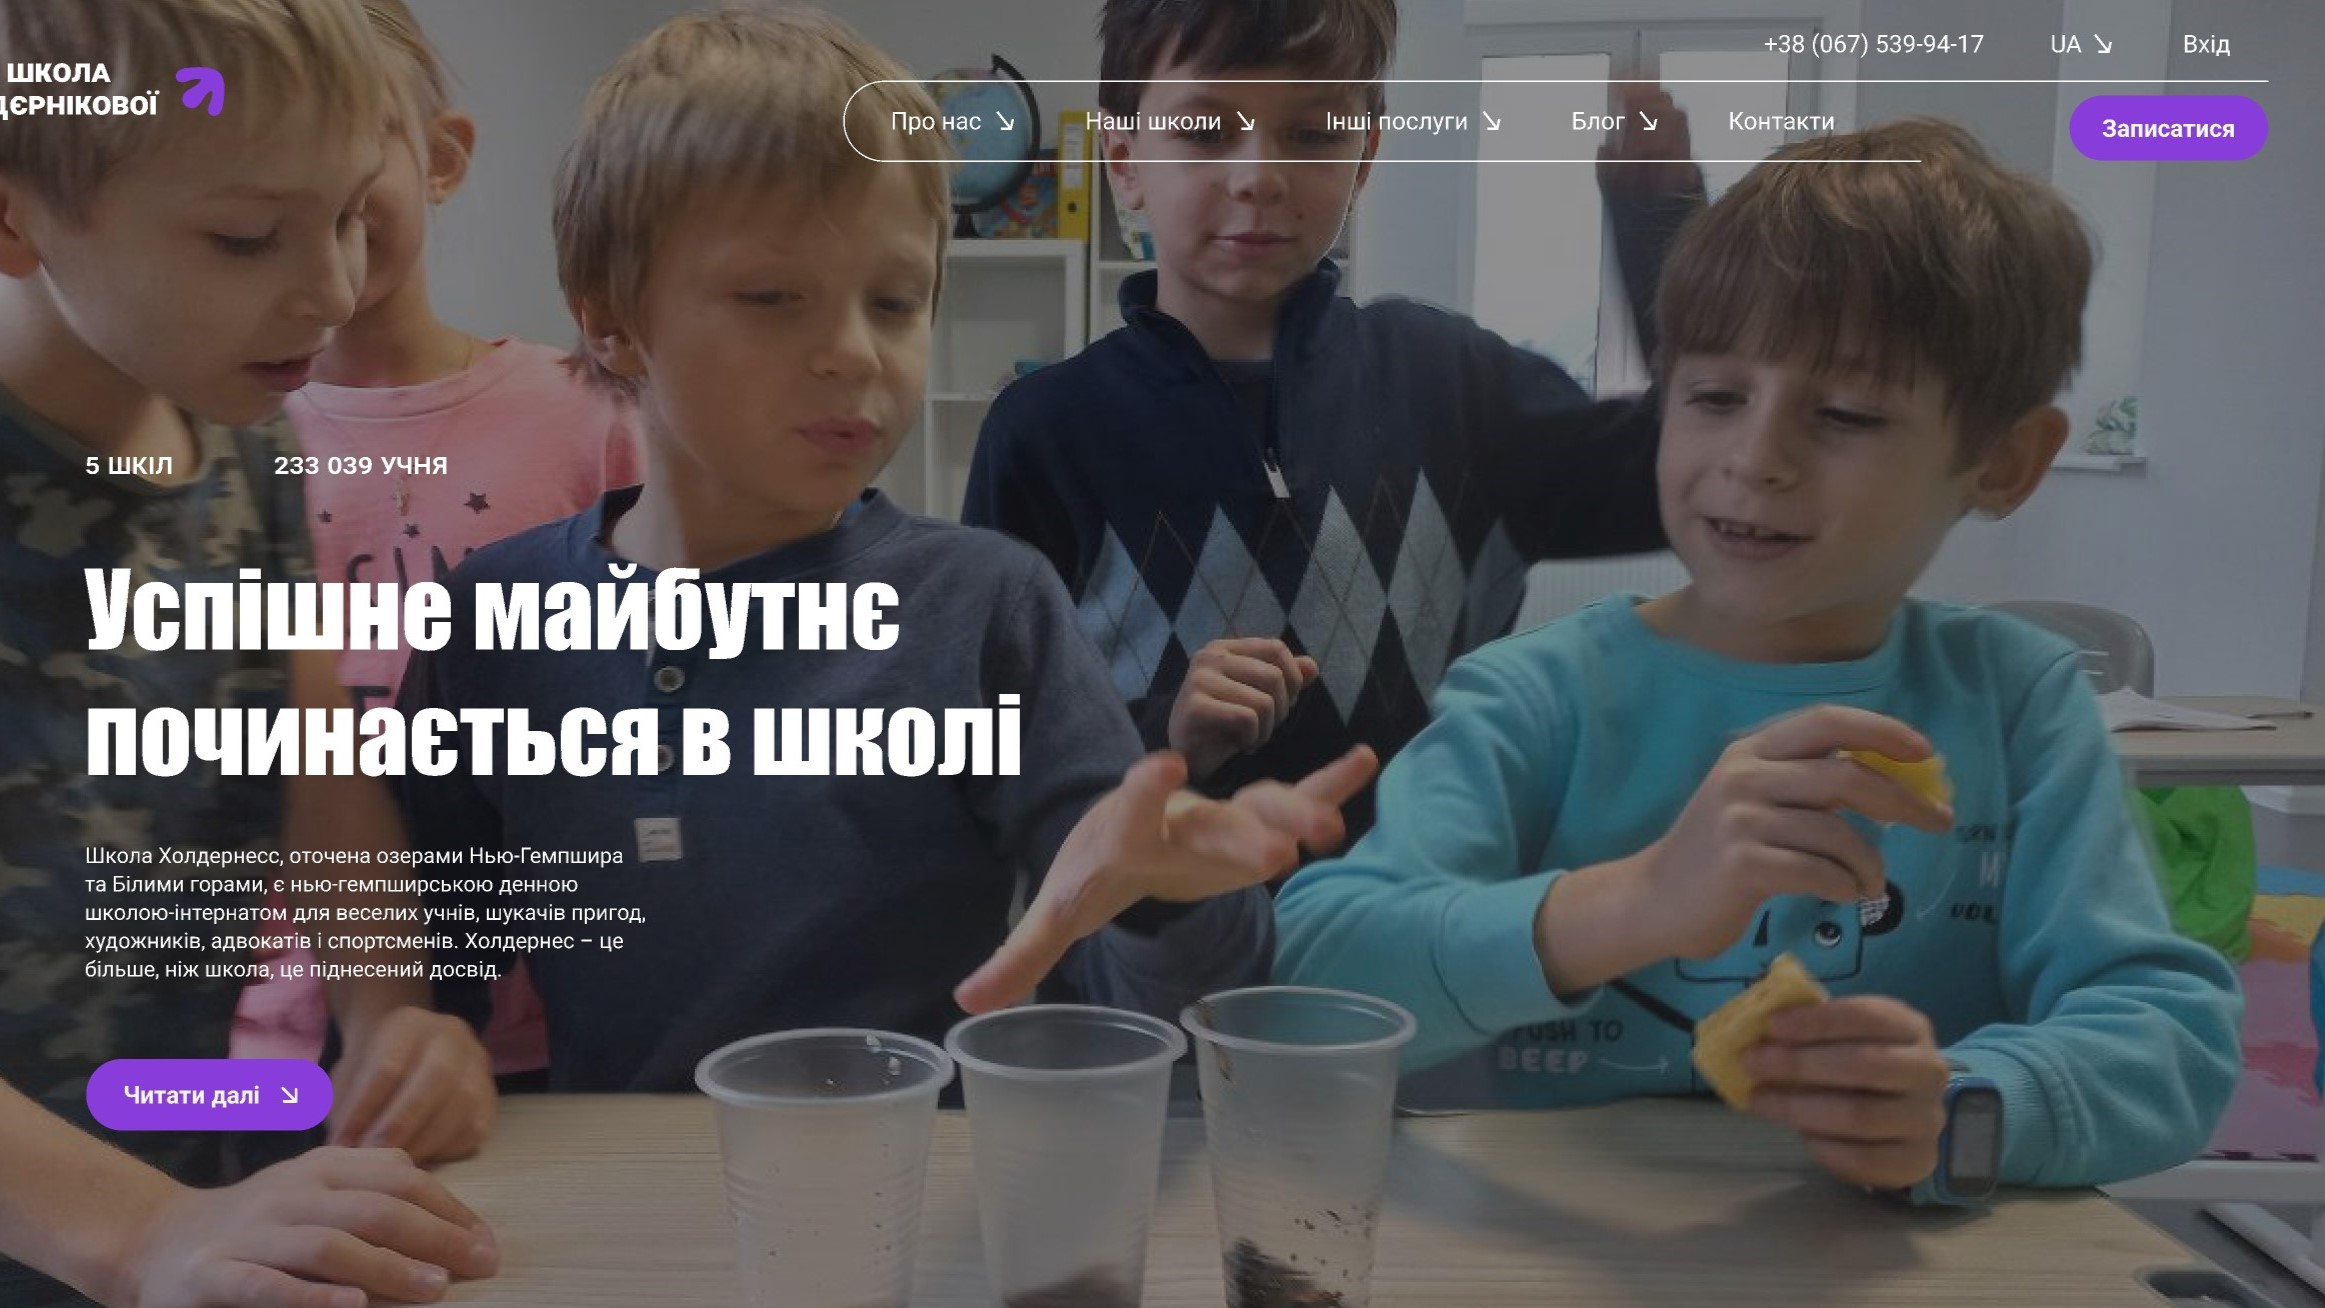 +38 (067) 539-94-17 UA Вхід
ШКОЛА
Про нас Наші школи Інші послуги Блог Контакти Записатися
5 ШКІЛ 233 039 УЧНЯ
Успішне майбутнє
починається в школі
Школа Холдернесс, оточена озерами Нью-Гемпшира
та Білими горами, є нью-гемпширською денною
школою-інтернатом для веселих учнів, шукачів пригод,
художників, адвокатів і спортсменів. Холдернес – це
більше, ніж школа, це піднесений досвід.
PUSH TO
BEEP
Читати далі